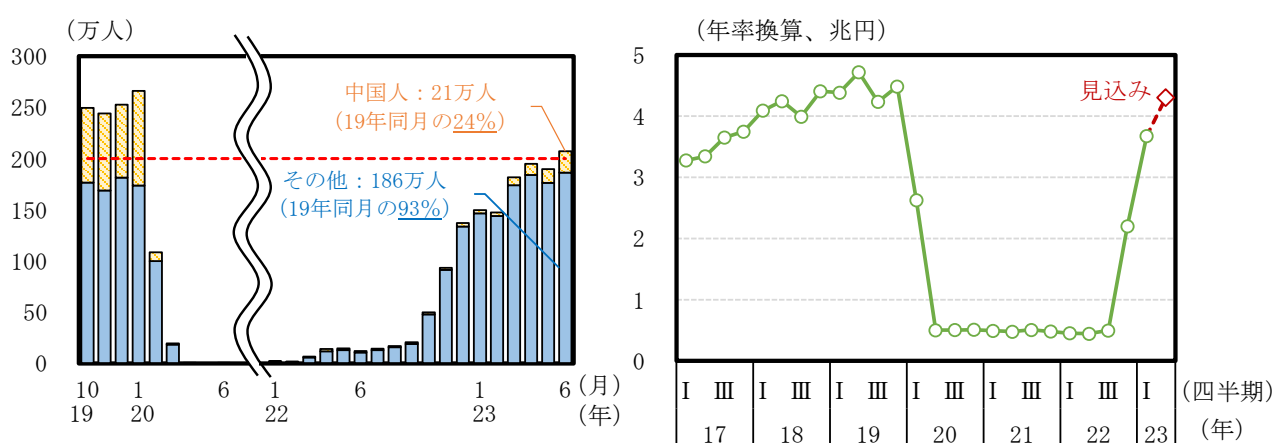 （万人）
300
250
200
150
100
50
0
中国人：21万人
（19年同月の24%）
その他：186万人
（19年同月の93%）
10 1 6 1 6 1 6 （月）
19 20 22 23 （年）
（年率換算、兆円）
5
4
3
2
1
0
見込み
Ⅰ Ⅲ Ⅰ Ⅲ Ⅰ Ⅲ Ⅰ Ⅲ Ⅰ Ⅲ Ⅰ Ⅲ Ⅰ （四半期）
17 18 19 20 21 22 23 （年）